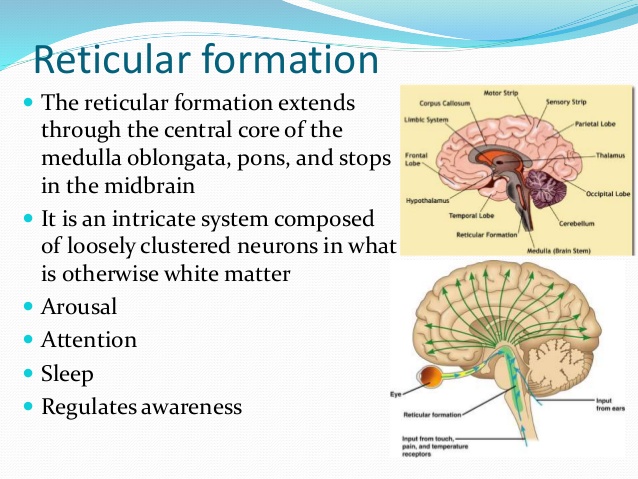 Reticular formation
• The reticular formation extends
through the central core of the
medulla oblongata, pons, and stops
in the midbrain
• It is an intricate system composed
of loosely clustered neurons in what
is otherwise white matter
• Arousal
• Attention
• Sleep
• Regulates awareness
Motor Strip
Corpus Callosum
Sensory Strip
Limbic System
Parietal Lobe
Frontal
Lobe
Thalamus
Hypothalamus
Occipital Lobe
Temporal Lobe
Cerebellum
Reticular Formation
Medulla (Brain Stem)
Eye
Reticular formation
Input
from ears
Input from touch,
pain, and temperature
receptors